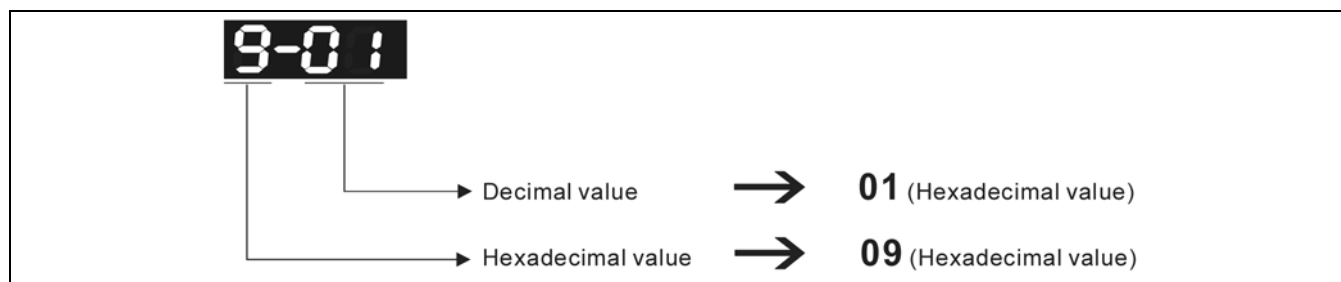 9-01
Decimal value → 01 (Hexadecimal value)
Hexadecimal value → 09 (Hexadecimal value)